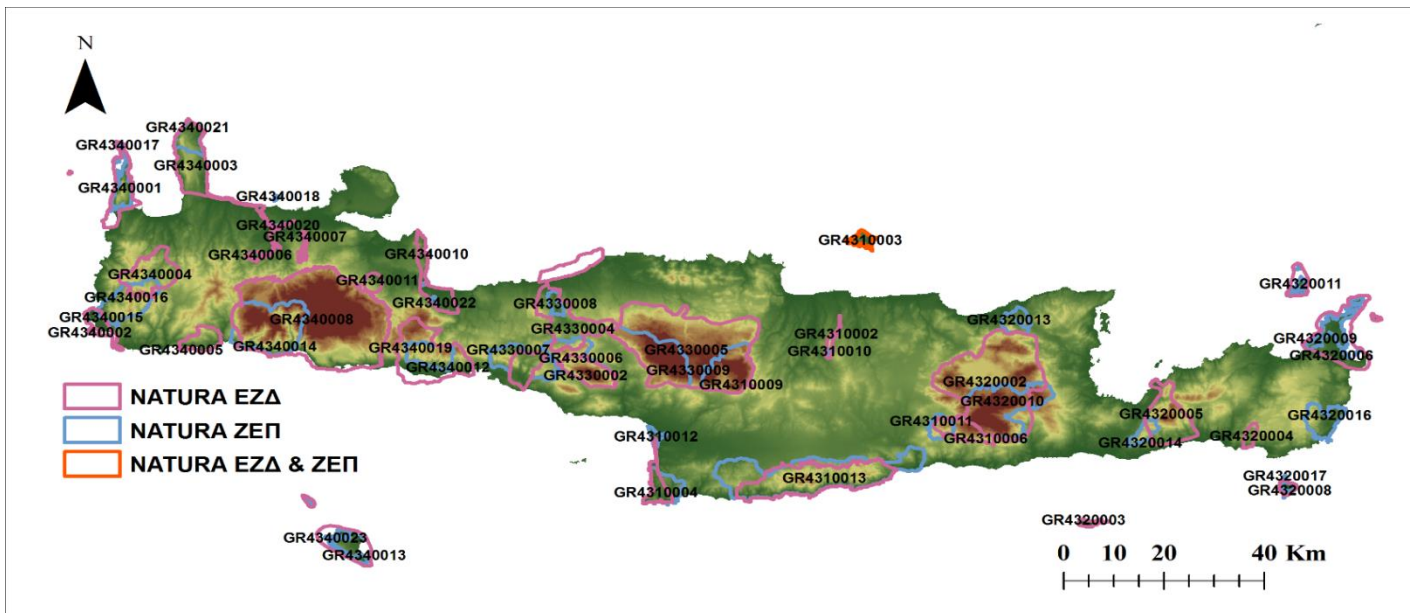 N
GR4340021
GR4340017
GR4340003
GR4340001
GR4340018
GR4340020
GR4340007
GR4340006
GR4340010
GR4310003
GR4340004
GR4340011
GR4320011
GR4340016
GR4340022
GR4330008
GR4340015
GR4340008
GR4320013
GR4340002
GR4330004
GR4310002
GR4320009
GR4340005
GR4340014
GR4340019
GR4330007
GR4330005
GR4310010
GR4320006
GR4340012
GR4330006
GR4330009
GR4330002
GR4310009
GR4320002
GR4320010
NATURA ΕΖΔ
GR4310011
GR4320005
GR4320016
NATURA ΖΕΠ
GR4310012
GR4310006
GR4320014
GR4320004
NATURA ΕΖΔ & ΖΕΠ
GR4310004
GR4310013
GR4320017
GR4320008
GR4320003
GR4340023
GR4340013
0 10 20 40 Km